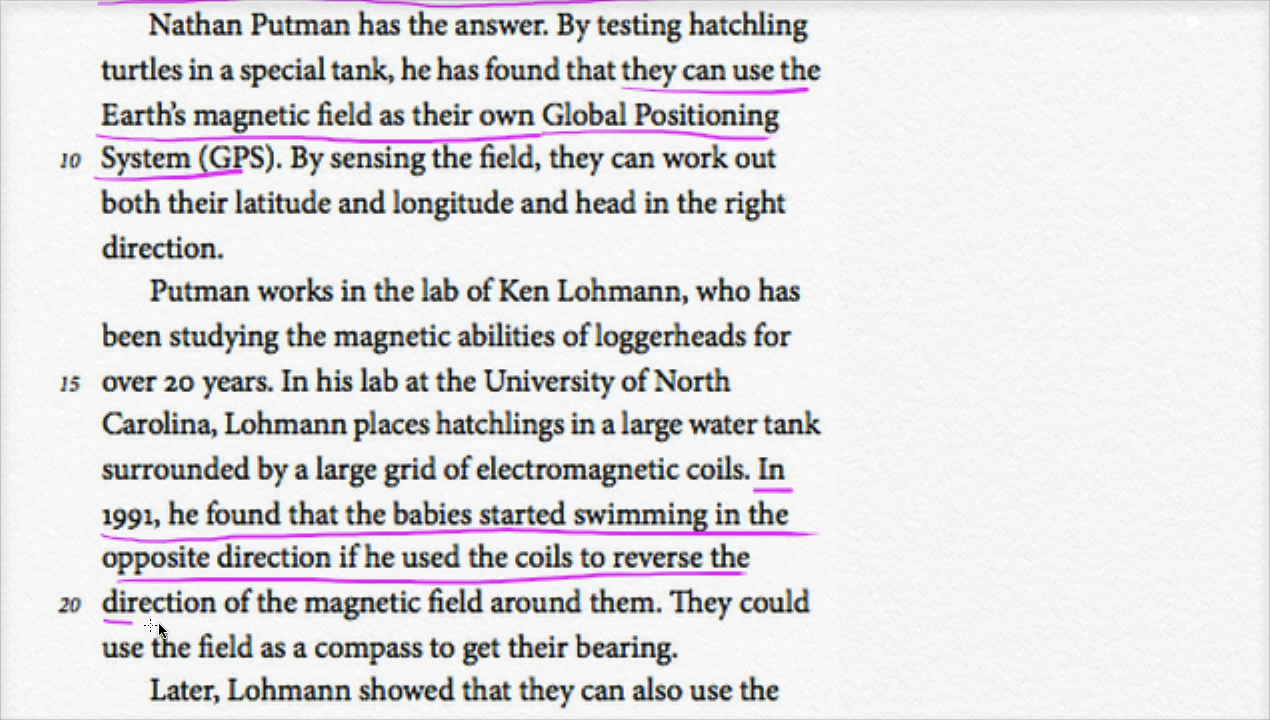 Nathan Putman has the answer. By testing hatchling
turtles in a special tank, he has found that they can use the
Earth's magnetic field as their own Global Positioning
10 System (GPS). By sensing the field, they can work out
both their latitude and longitude and head in the right
direction.
Putman works in the lab of Ken Lohmann, who has
been studying the magnetic abilities of loggerheads for
15 over 20 years. In his lab at the University of North
Carolina, Lohmann places hatchlings in a large water tank
surrounded by a large grid of electromagnetic coils. In
1991, he found that the babies started swimming in the
opposite direction if he used the coils to reverse the
20 direction of the magnetic field around them. They could
use the field as a compass to get their bearing.
Later, Lohmann showed that they can also use the